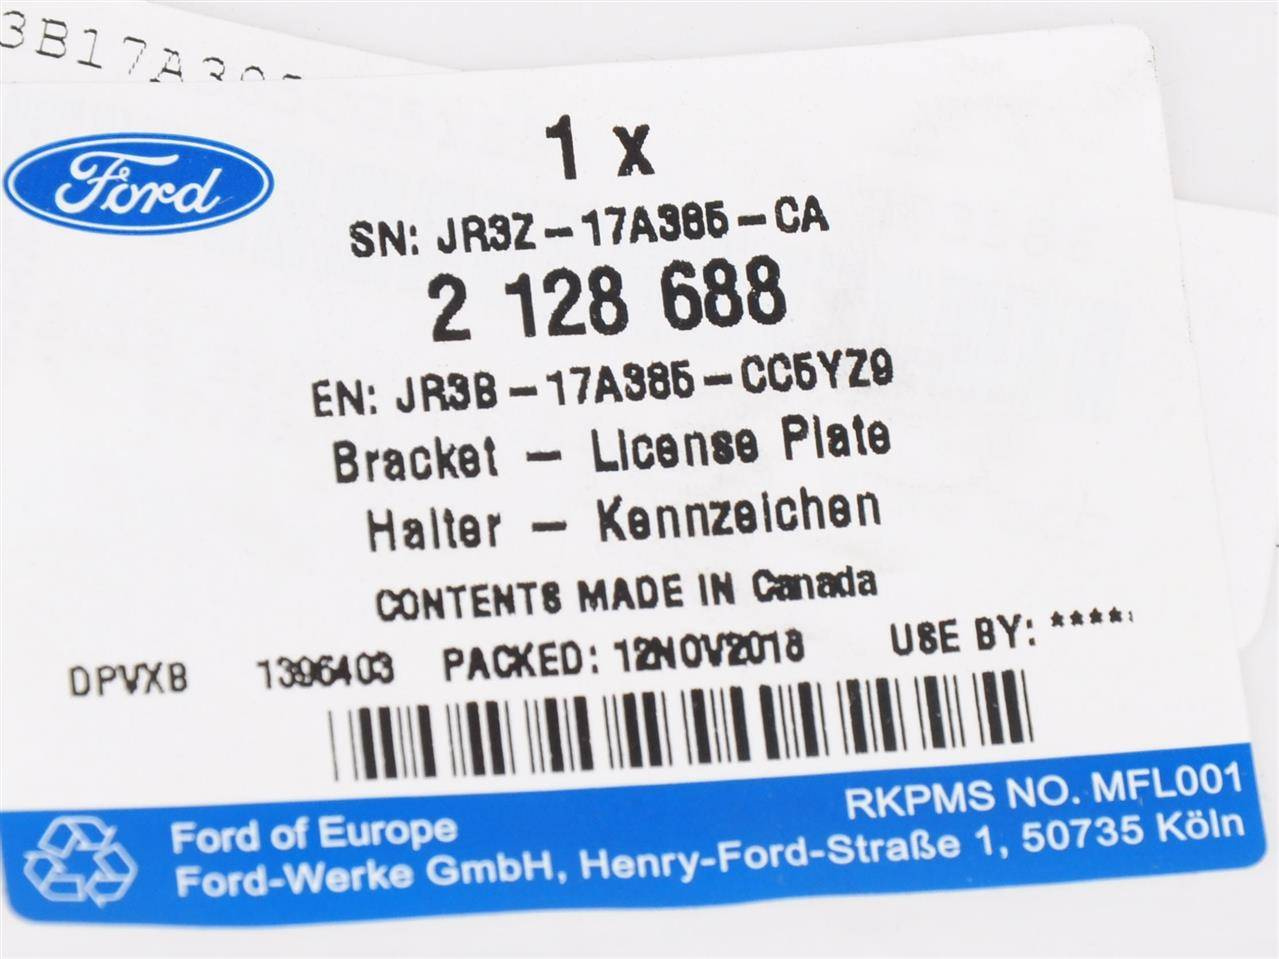 3B17A38
Ford
1 x
SN: JR3Z-17A385-CA
2 128 688
EN: JR3B-17A385-CC5YZ9
Bracket - License Plate
Halter - Kennzeichen
CONTENTS MADE IN Canada
DPVXB 1396403 PACKED: 12NOV2018 USE BY: ****
RKPMS NO. MFL001
Ford of Europe
Ford-Werke GmbH, Henry-Ford-Straße 1, 50735 Köln